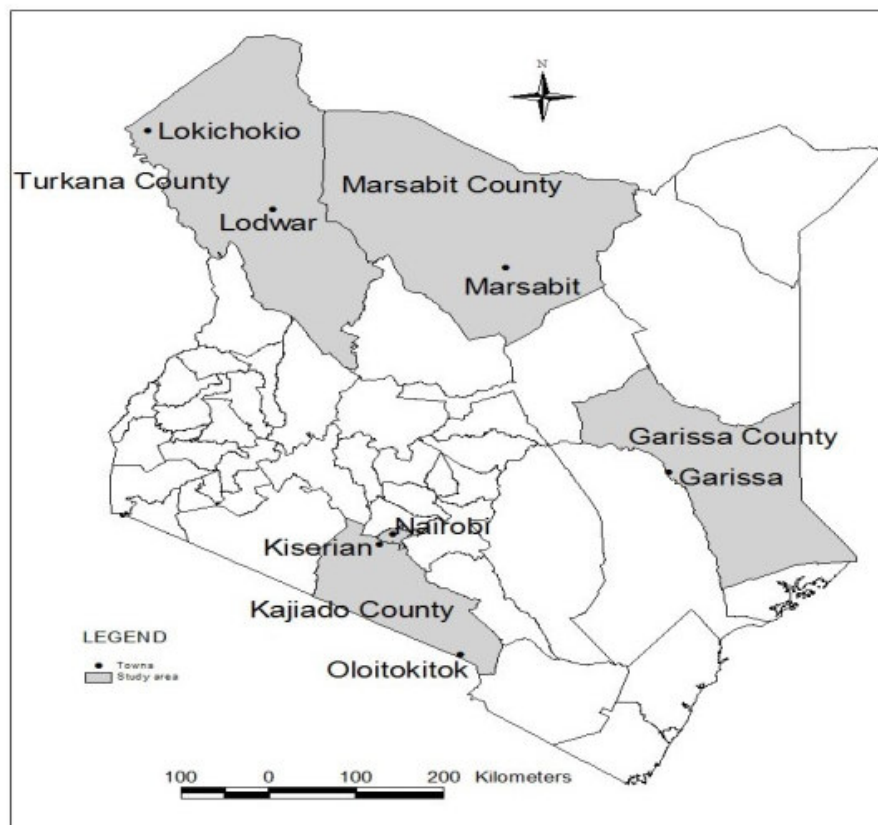 N
Lokichokio
Turkana County
Marsabit County
Lodwar
Marsabit
Garissa County
Garissa
Nairobi
Kiserian
Kajiado County
LEGEND
Towns
Study area
Oloitokitok
100 0 100 200 Kilometers